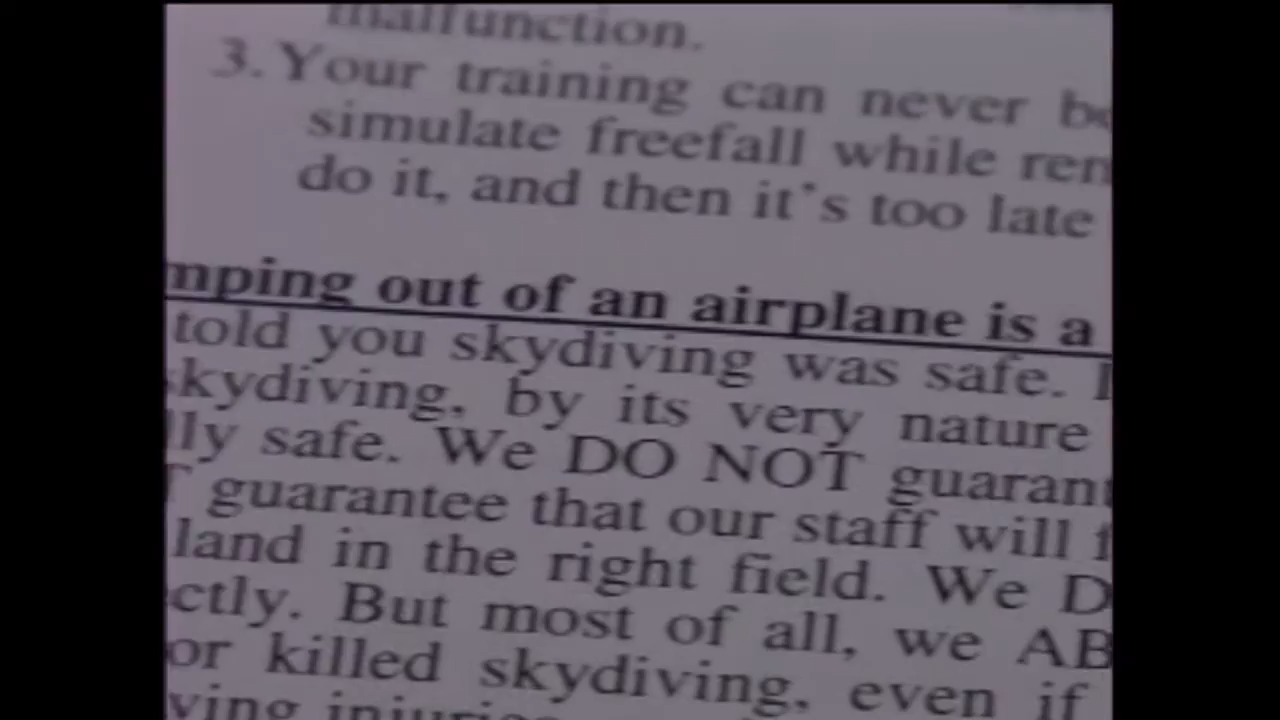 malfunction.
3. Your training can never be
simulate freefall while
do it, and then it's too late
mping out of an airplane is a
told you skydiving was safe.
kydiving, by its very nature
lly safe. We DO NOT guarant
guarantee that our staff will
land in the right field. We D
ctly. But most of all, we AB
or killed skydiving, even if
ving injuries